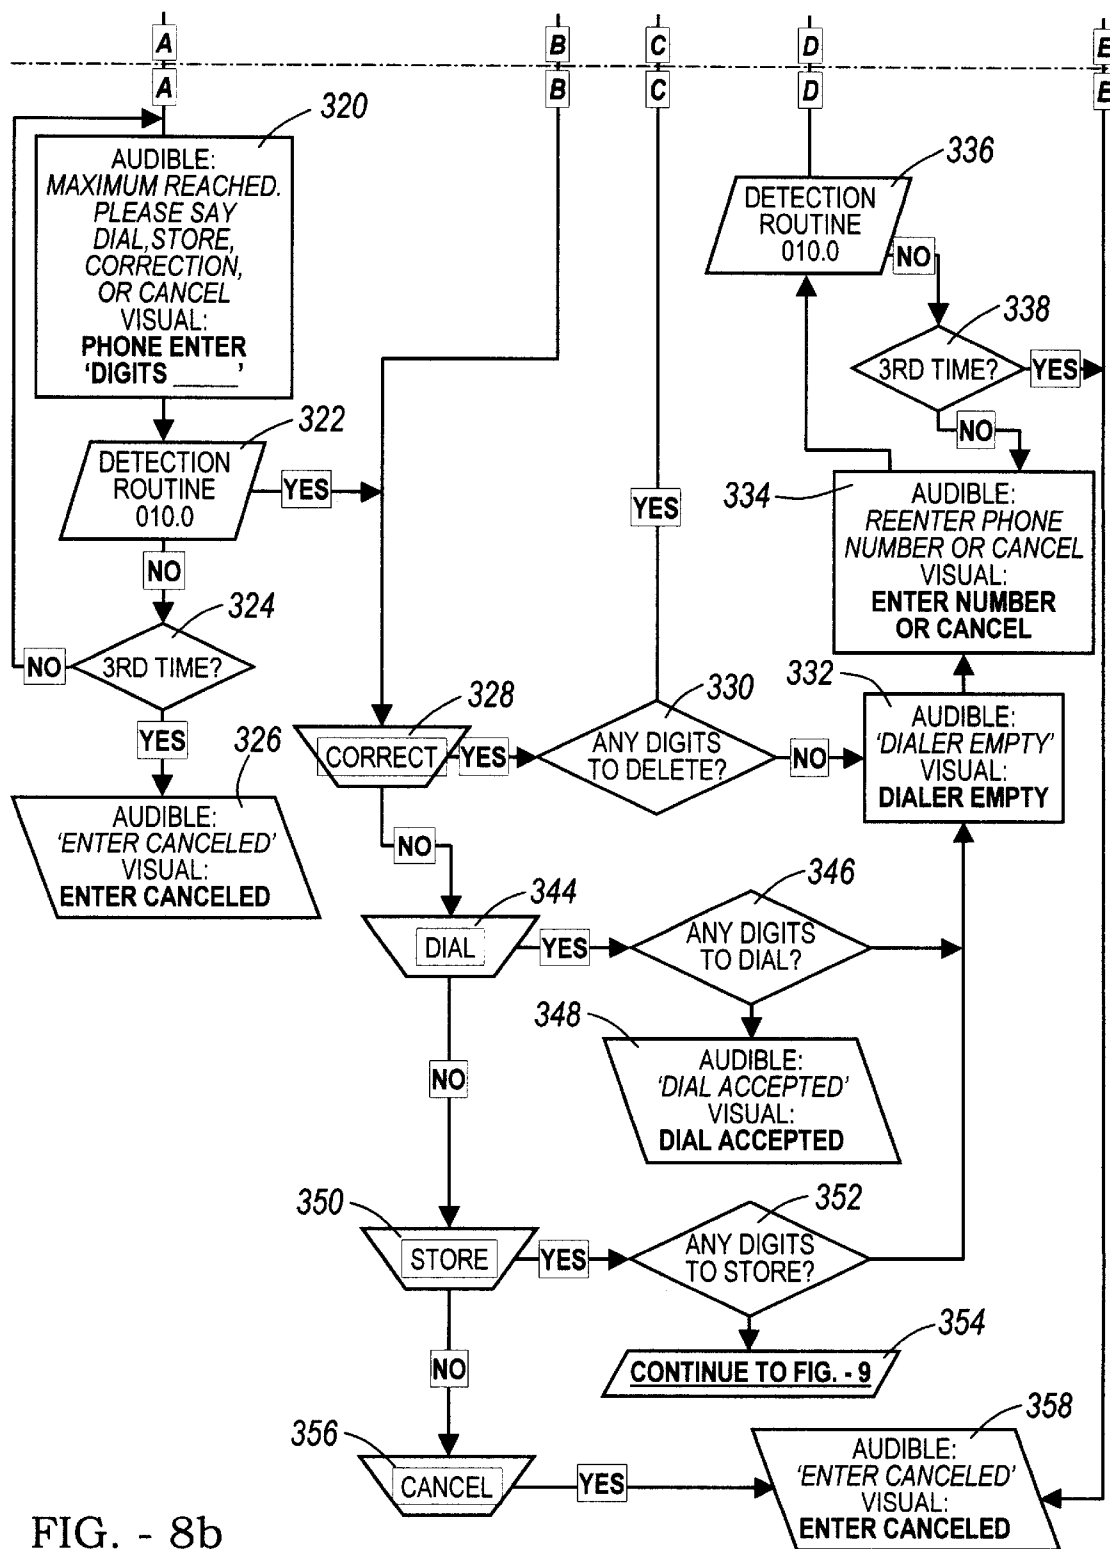 A B C D E
A B C D E
320
AUDIBLE:
MAXIMUM REACHED.
PLEASE SAY
DIAL,STORE,
CORRECTION,
OR CANCEL
VISUAL:
PHONE ENTER
‘DIGITS _____’
322
DETECTION
ROUTINE
010.0
YES
NO
324
3RD TIME?
NO
YES
326
AUDIBLE:
‘ENTER CANCELED’
VISUAL:
ENTER CANCELED
336
DETECTION
ROUTINE
010.0
NO
338
3RD TIME?
YES
NO
334
AUDIBLE:
REENTER PHONE
NUMBER OR CANCEL
VISUAL:
ENTER NUMBER
OR CANCEL
YES
328
CORRECT
YES
330
ANY DIGITS
TO DELETE?
NO
332
AUDIBLE:
‘DIALER EMPTY’
VISUAL:
DIALER EMPTY
NO
344
DIAL
YES
346
ANY DIGITS
TO DIAL?
348
AUDIBLE:
‘DIAL ACCEPTED’
VISUAL:
DIAL ACCEPTED
NO
350
STORE
YES
352
ANY DIGITS
TO STORE?
354
CONTINUE TO FIG. - 9
NO
356
CANCEL
YES
358
AUDIBLE:
‘ENTER CANCELED’
VISUAL:
ENTER CANCELED
FIG. - 8b